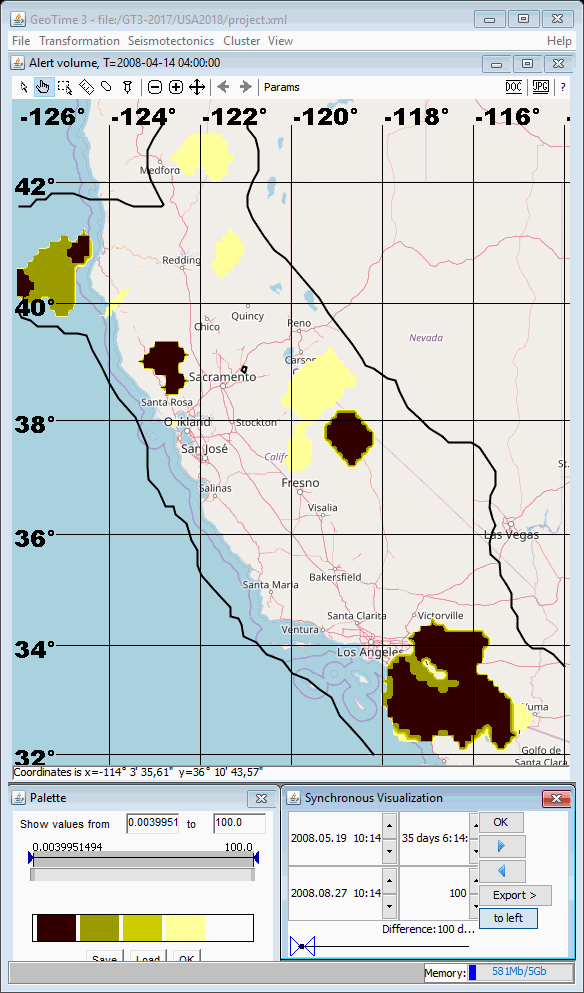 GeoTime 3 - file:/GT3-2017/USA2018/project.xml
File Transformation Seismotectonics Cluster View Help
Alert volume, T=2008-04-14 04:00:00
Params DOC JPG ?
-126° -124° -122° -120° -118° -116°
Medford
42°
Redding
40°
Quincy
Chico
Reno
Nevada
Carson
Sacramento
Santa Rosa
38°
Oakland
Stockton
San José
Califo
St.
Fresno
Salinas
Visalia
Las Vegas
36°
Bakersfield
Santa Maria
Santa Clarita
Victorville
Ventura
34°
Los Angeles
Yuma
32°
Golfo de
Santa Clara
Coordinates is x=-114° 3' 35,61" y=36° 10' 43,57"
Palette
Show values from 0.0039951 to 100.0
0.0039951494 100.0
Save Load OK
Synchronous Visualization
2008.05.19 10:14 35 days 6:14: OK
2008.08.27 10:14 100
Export >
to left
Difference:100 d...
Memory: 581Mb/5Gb